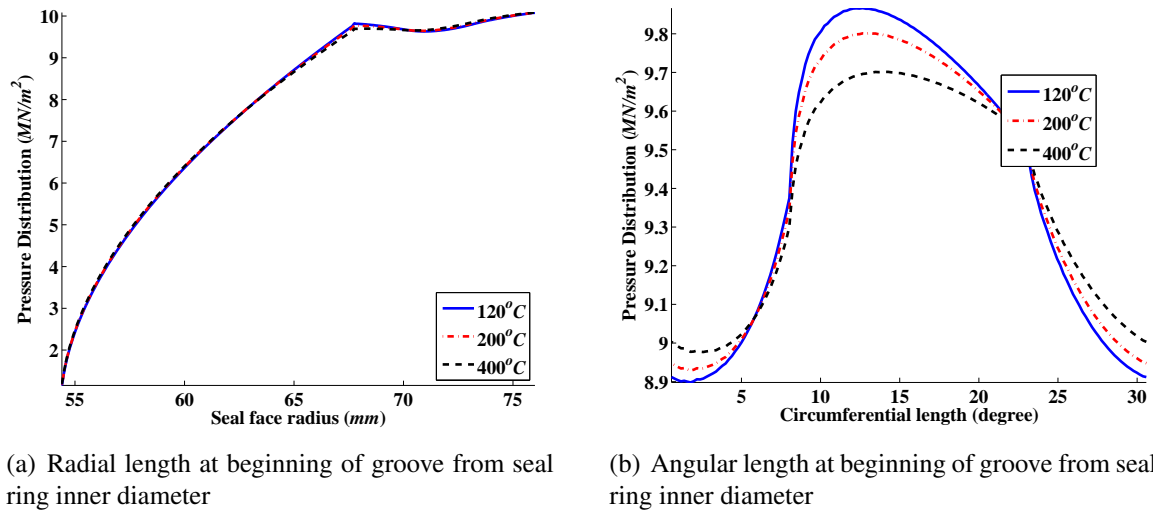 10
9
8
7
6
5
4
3
2
Pressure Distribution (MN/m²)
55 60 65 70 75
Seal face radius (mm)
120°C
200°C
400°C
(a) Radial length at beginning of groove from seal
ring inner diameter
9.8
9.7
9.6
9.5
9.4
9.3
9.2
9.1
9
8.9
Pressure Distribution (MN/m²)
5 10 15 20 25 30
Circumferential length (degree)
120°C
200°C
400°C
(b) Angular length at beginning of groove from seal
ring inner diameter